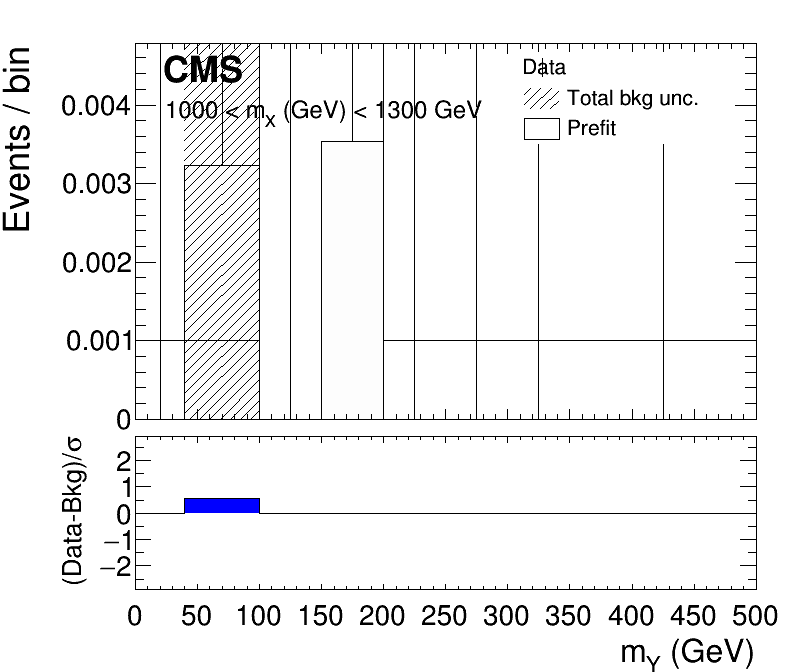 CMS
1000 < mX (GeV) < 1300 GeV
Data
Total bkg unc.
Prefit
Events / bin
0.004
0.003
0.002
0.001
0
(Data-Bkg)/σ
2
1
0
−1
−2
0 50 100 150 200 250 300 350 400 450 500
mY (GeV)